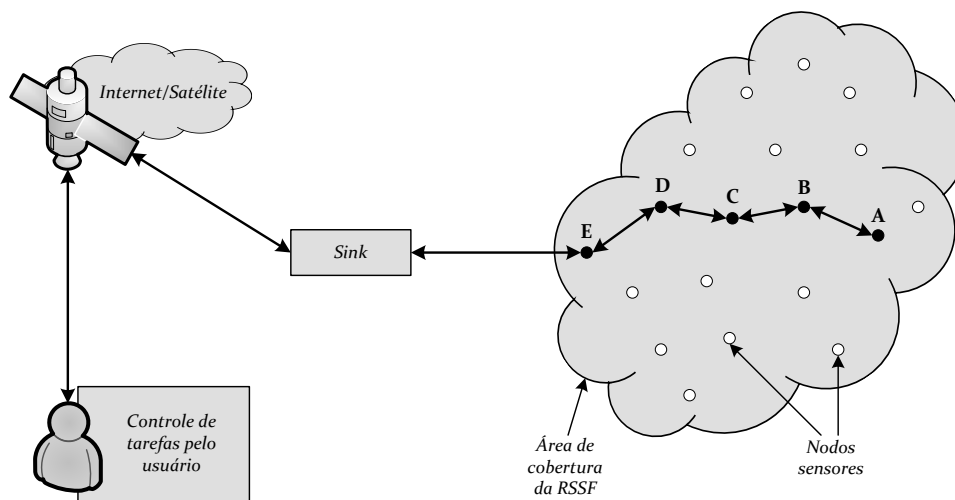 Internet/Satélite
D
C
B
A
E
Sink
Controle de
tarefas pelo
usuário
Área de
cobertura
da RSSF
Nodos
sensores